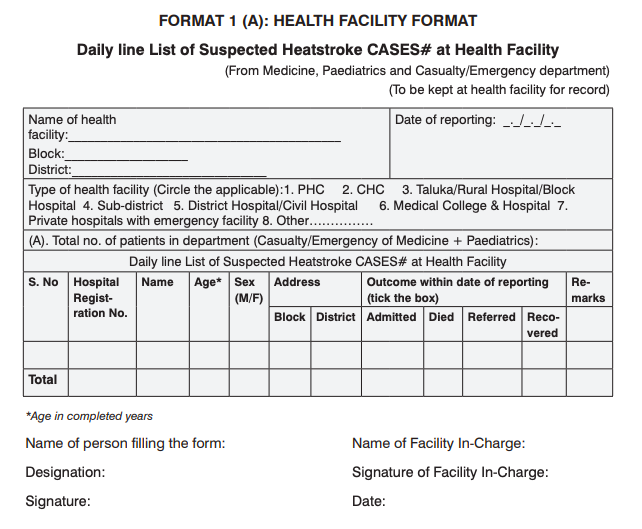 FORMAT 1 (A): HEALTH FACILITY FORMAT
Daily line List of Suspected Heatstroke CASES# at Health Facility
(From Medicine, Paediatrics and Casualty/Emergency department)
(To be kept at health facility for record)
Name of health
facility:____________________________________
Date of reporting: _._/_._/_._
Block:________________
District:__________________________
Type of health facility (Circle the applicable):1. PHC 2. CHC 3. Taluka/Rural Hospital/Block
Hospital 4. Sub-district 5. District Hospital/Civil Hospital 6. Medical College & Hospital 7.
Private hospitals with emergency facility 8. Other……………
(A). Total no. of patients in department (Casualty/Emergency of Medicine + Paediatrics):
Daily line List of Suspected Heatstroke CASES# at Health Facility
S. No Hospital Name Age* Sex Address Outcome within date of reporting Re-
Regist- (M/F) (tick the box) marks
ration No. Block District Admitted Died Referred Reco-
vered
Total
*Age in completed years
Name of person filling the form: Name of Facility In-Charge:
Designation: Signature of Facility In-Charge:
Signature: Date: